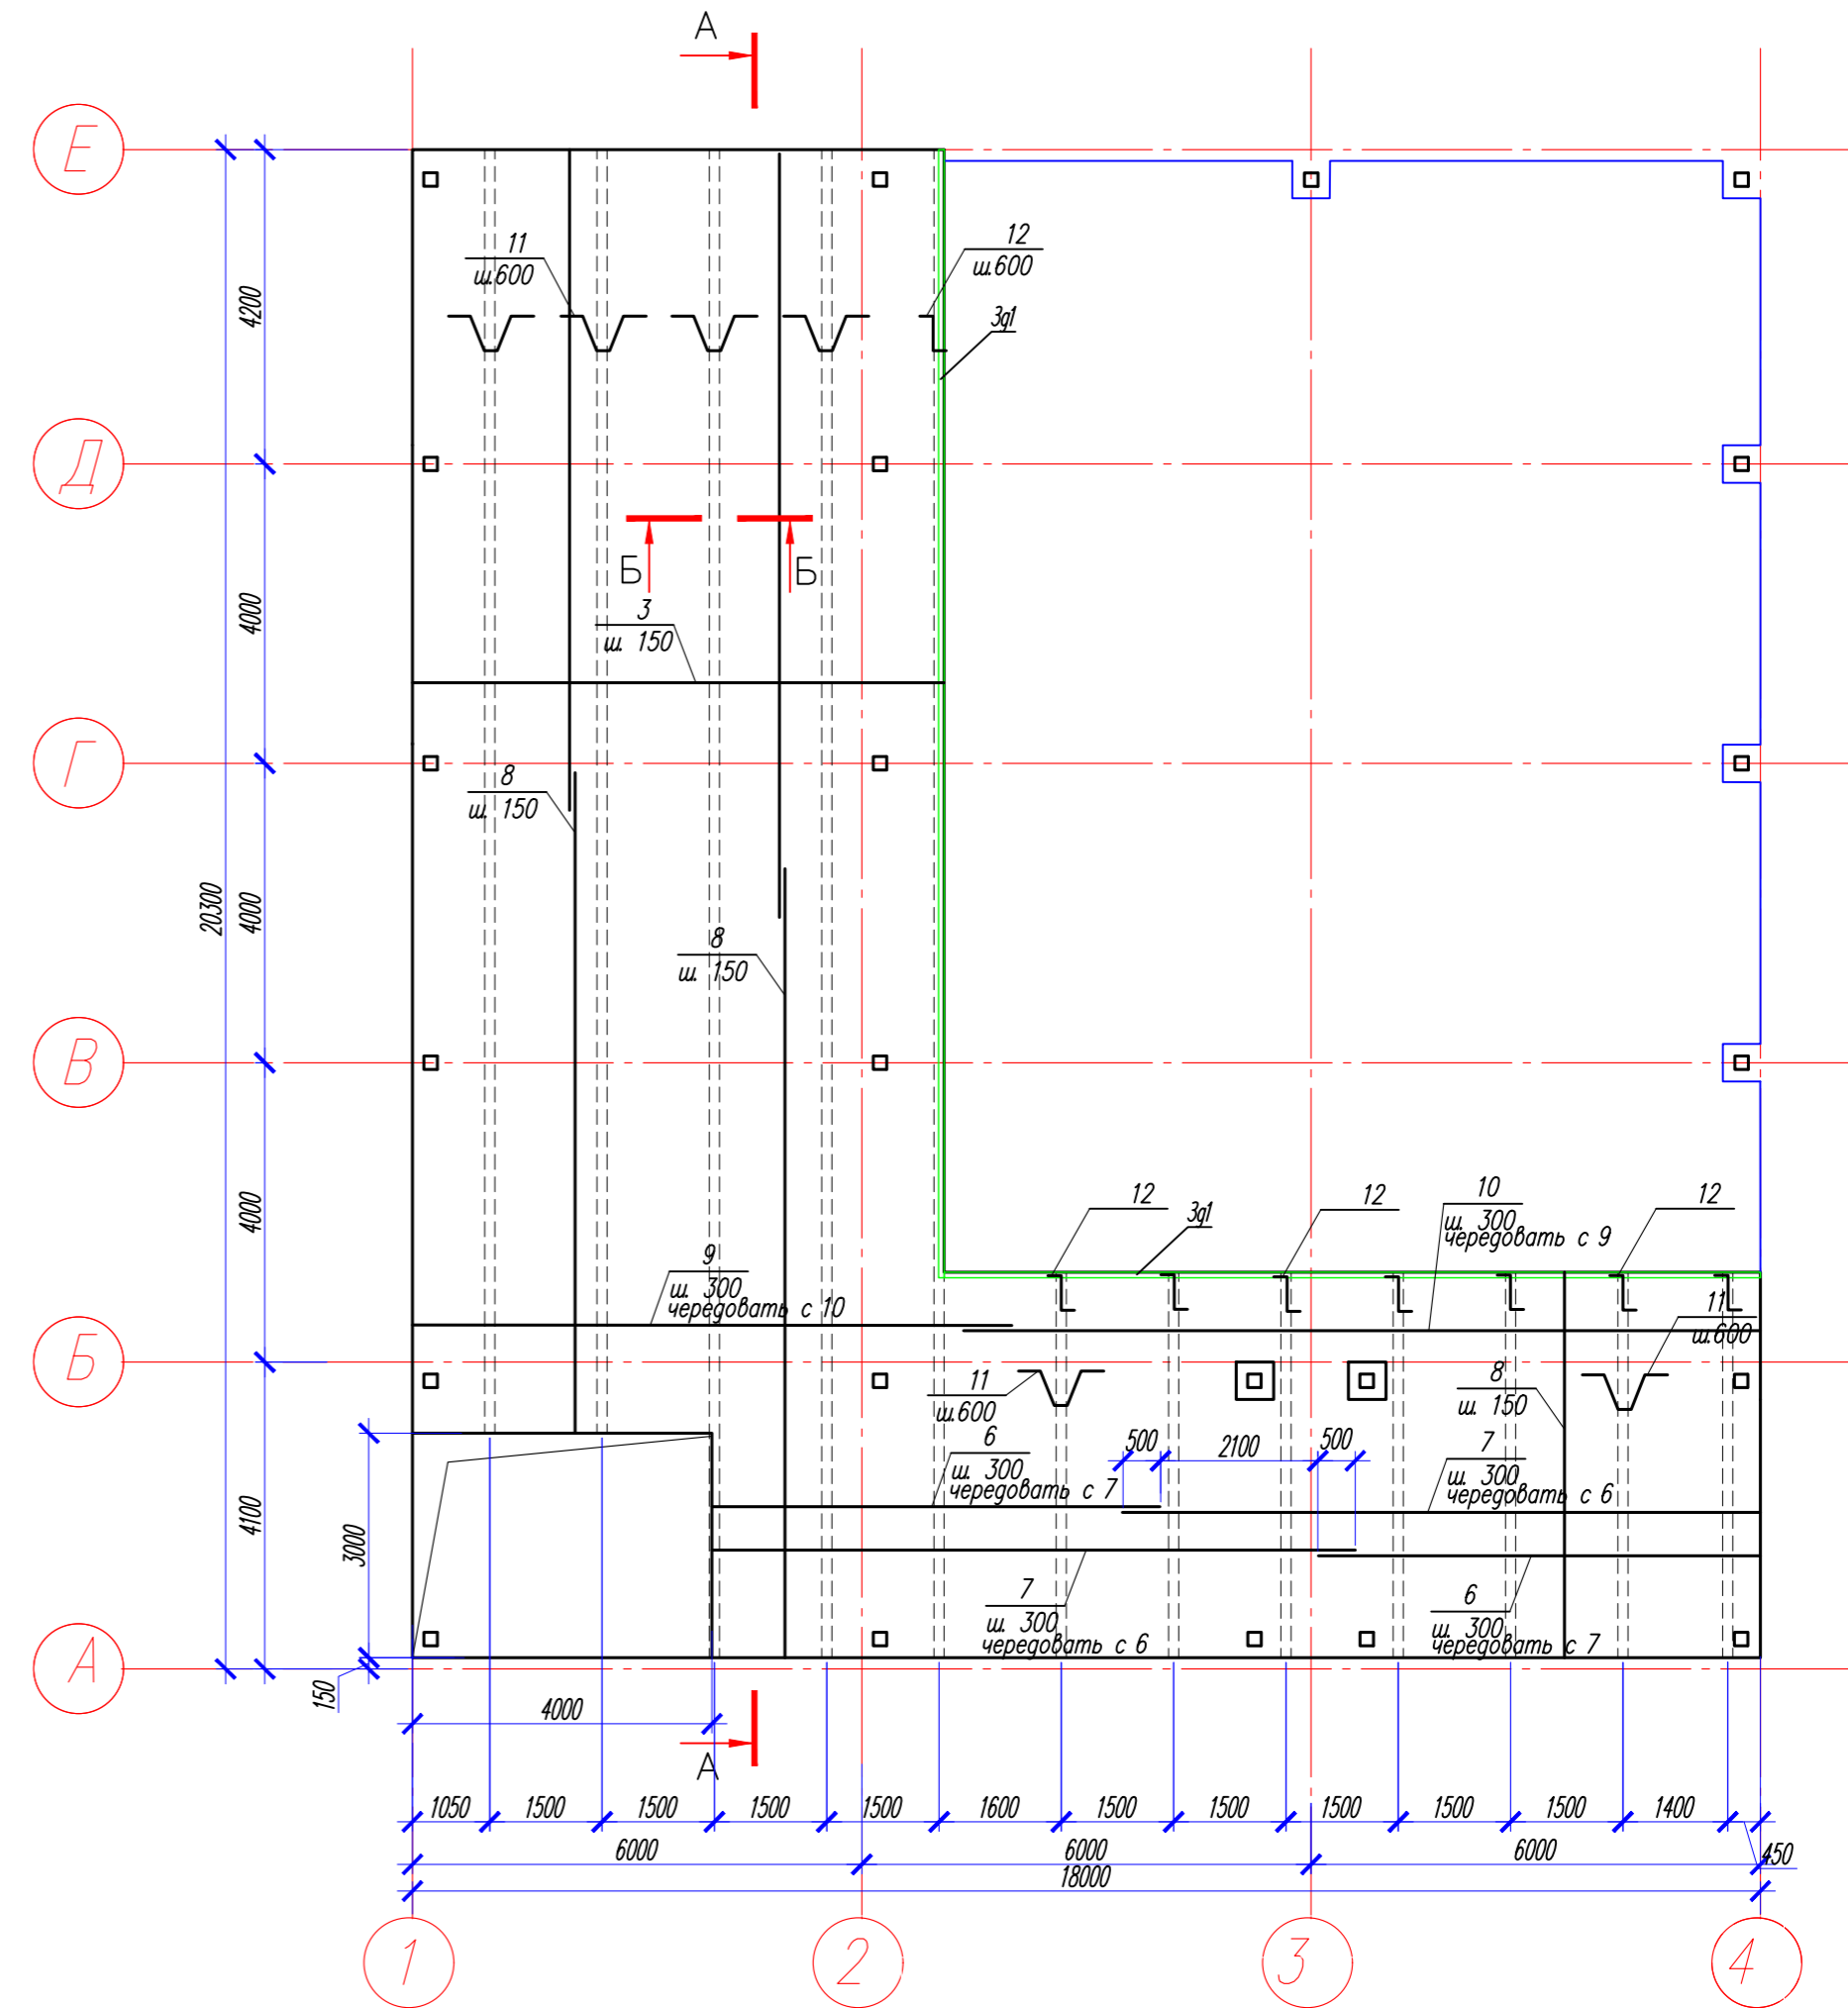 А
Е
11
ш.600
12
ш.600
4200
3д1
Д
Б
Б
3
ш. 150
4000
Г
8
ш. 150
20300
4000
8
ш. 150
В
4000
12
3д1
12
10
ш. 300
чередовать с 9
12
9
ш. 300
чередовать с 10
11
ш.600
Б
11
ш.600
8
ш. 150
6
ш. 300
чередовать с 7
500
2100
500
7
ш. 300
чередовать с 6
4100
3000
7
ш. 300
чередовать с 6
6
ш. 300
чередовать с 7
А
150
4000
А
1050
1500
1500
1500
1500
1600
1500
1500
1500
1500
1500
1400
450
6000
6000
6000
18000
1
2
3
4